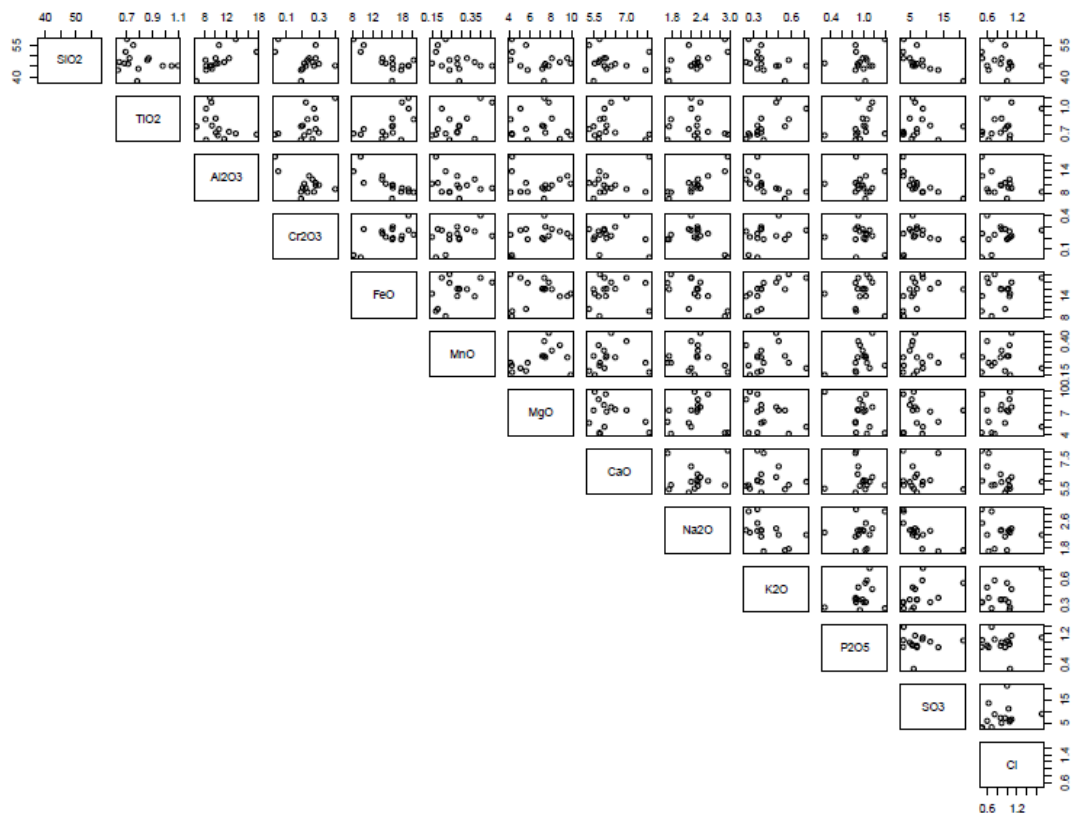 40 50 0.7 0.9 1.1 8 12 18 0.1 0.3 8 12 18 0.15 0.35 4 6 8 10 5.5 7.0 1.8 2.4 3.0 0.3 0.6 0.4 1.0 5 15 0.6 1.2
SiO2 40 55 40 55
TiO2 0.7 1.0
Al2O3 8 14
Cr2O3 0.1 0.4
FeO 8 14
MnO 0.15 0.40
MgO 4 7 10
CaO 5.5 7.5
Na2O 1.8 2.6
K2O 0.3 0.6
P2O5 0.4 1.2
SO3 5 15
Cl 0.6 1.4
0.6 1.2